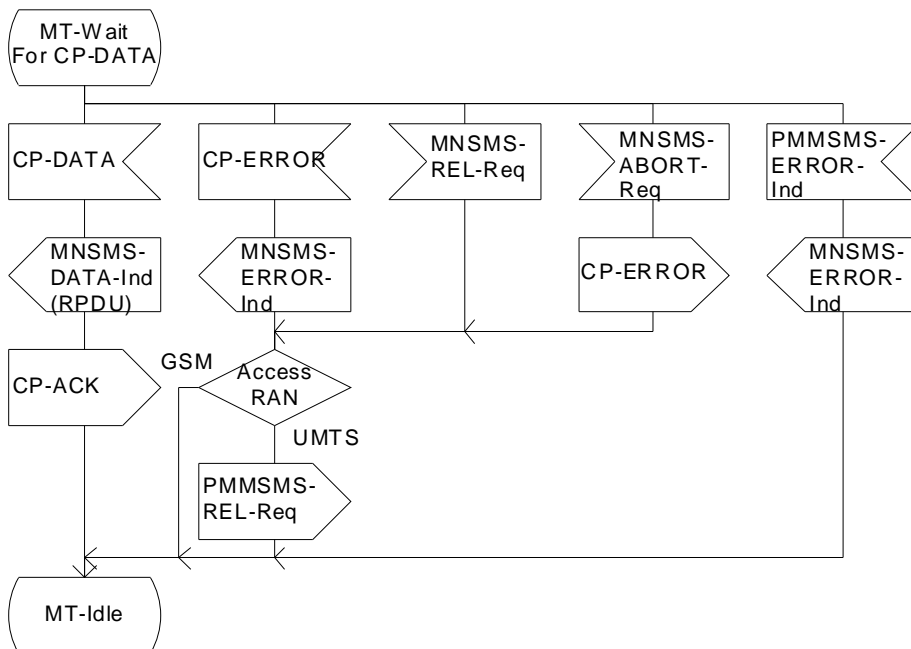 MT-Wait
For CP-DATA
CP-DATA
CP-ERROR
MNSMS-
REL-Req
MNSMS-
ABORT-
Req
PMMSMS-
ERROR-
Ind
MNSMS-
DATA-Ind
(RPDU)
MNSMS-
ERROR-
Ind
CP-ERROR
MNSMS-
ERROR-
Ind
CP-ACK
GSM
Access
RAN
UMTS
PMMSMS-
REL-Req
MT-Idle